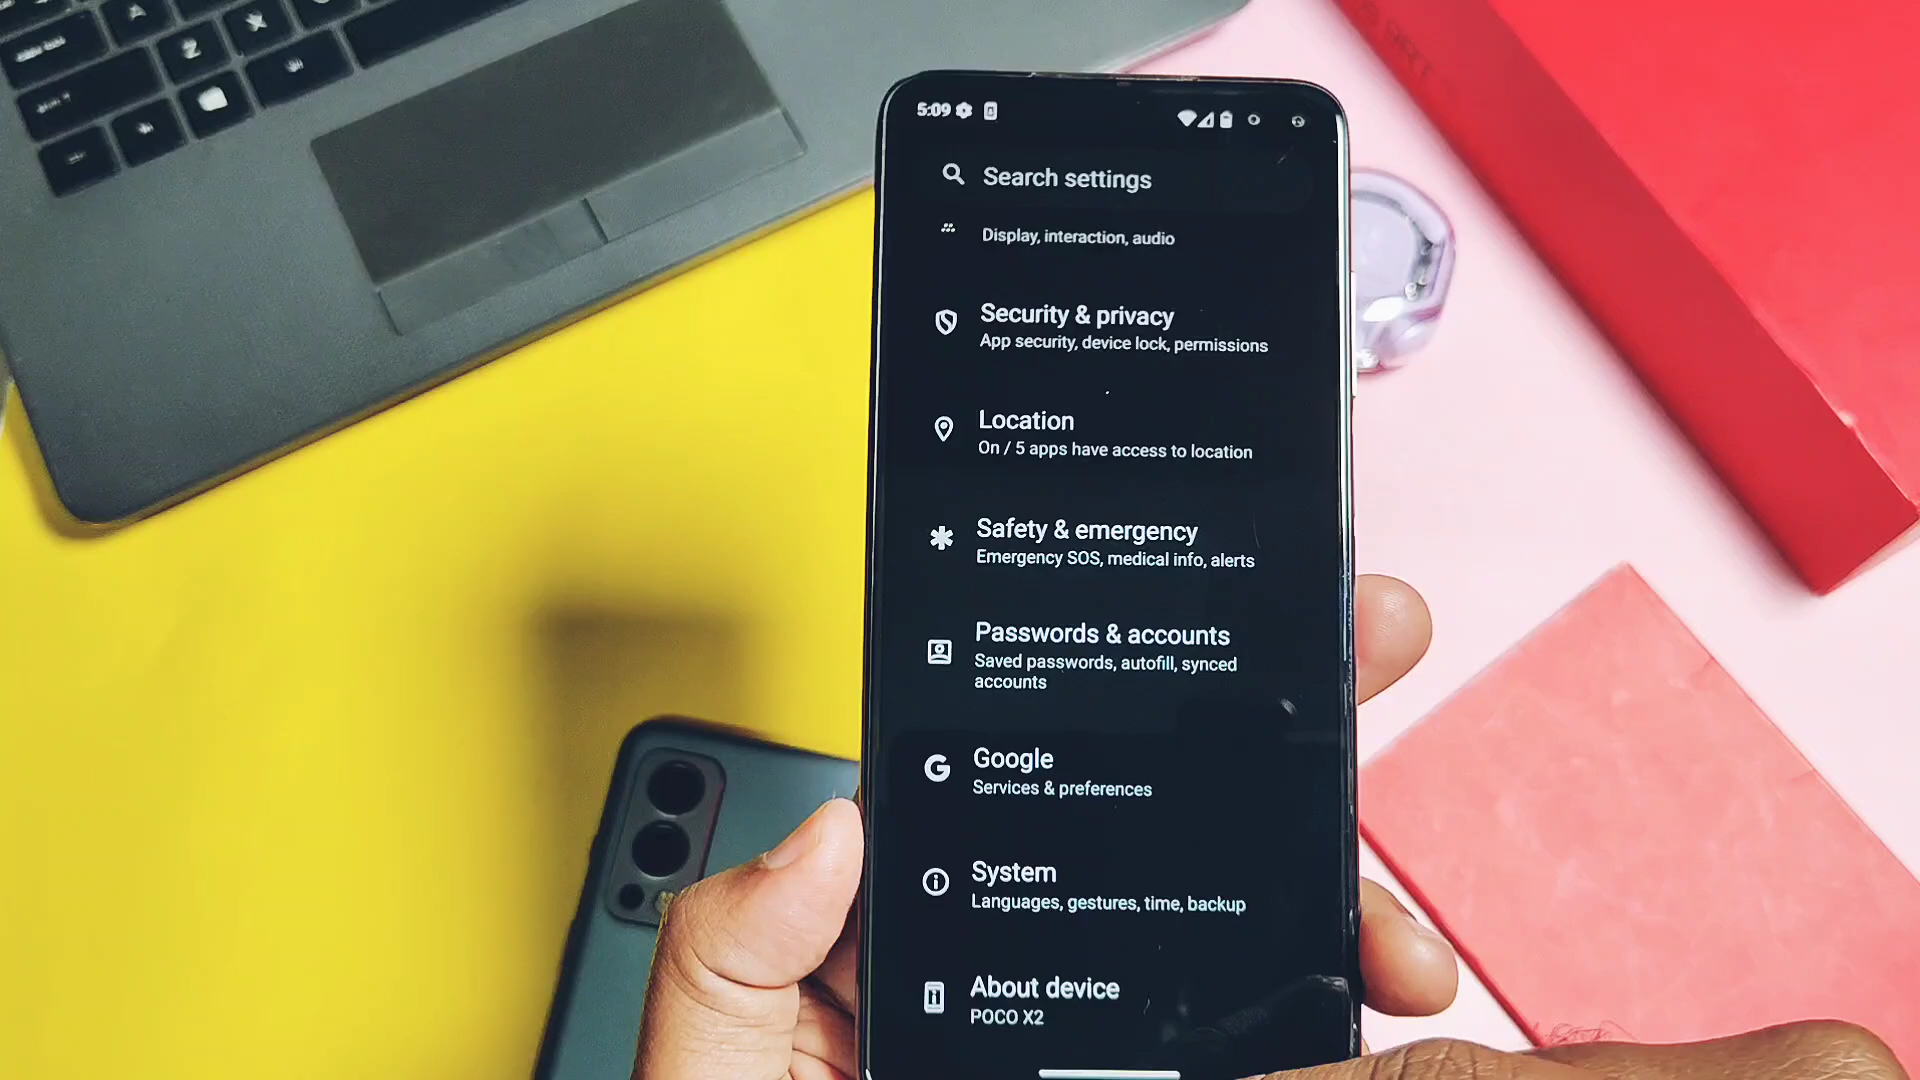 5:09
Search settings
Display, interaction, audio
Security & privacy
App security, device lock, permissions
Location
On / 5 apps have access to location
Safety & emergency
Emergency SOS, medical info, alerts
Passwords & accounts
Saved passwords, autofill, synced
accounts
Google
Services & preferences
System
Languages, gestures, time, backup
About device
POCO X2